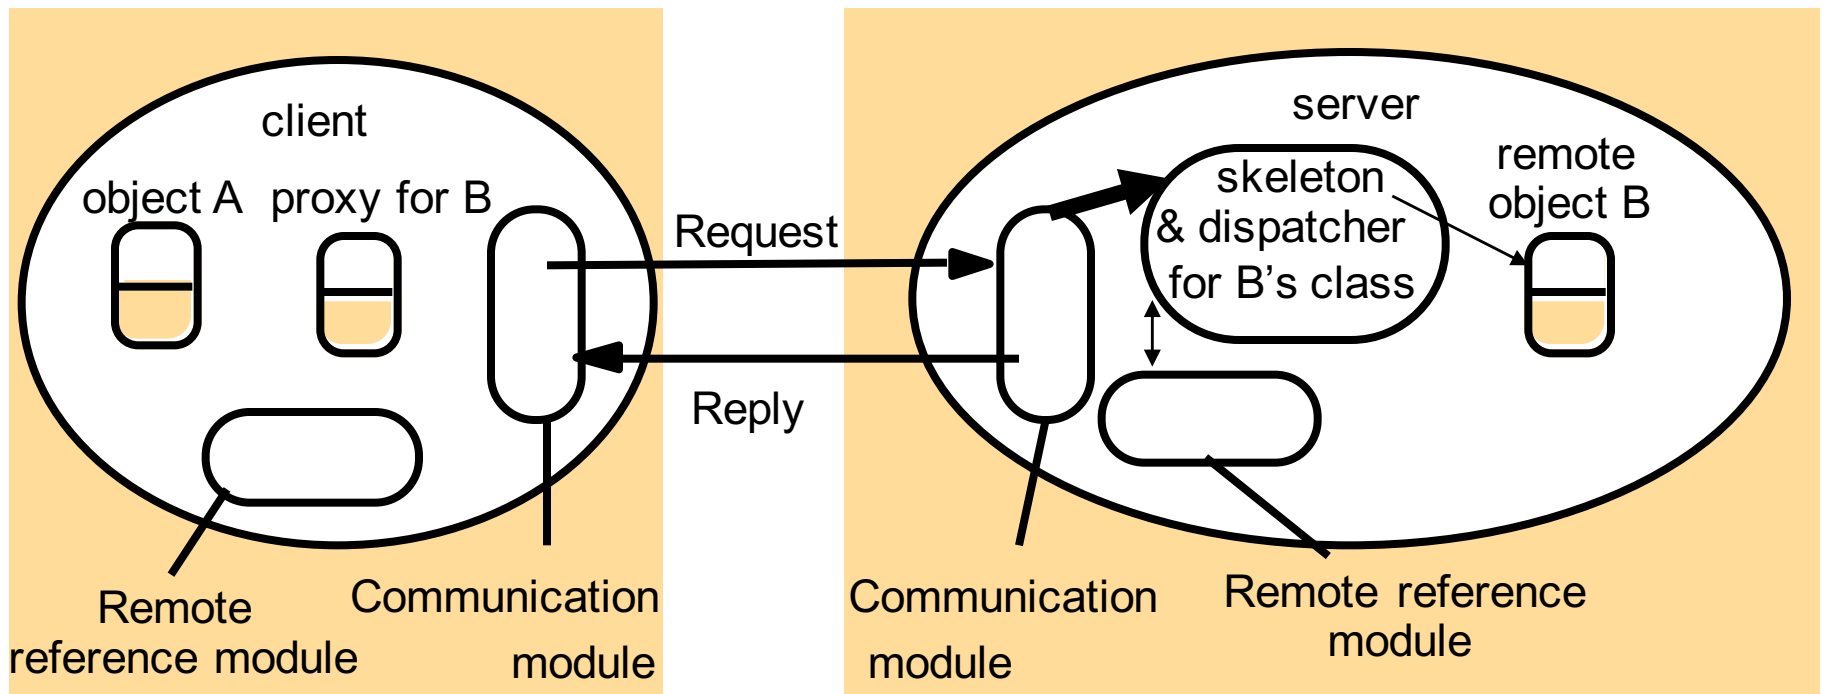 client
object A
proxy for B
Request
Reply
Remote
reference module
Communication
module
server
skeleton
& dispatcher
for B’s class
remote
object B
Communication
module
Remote reference
module